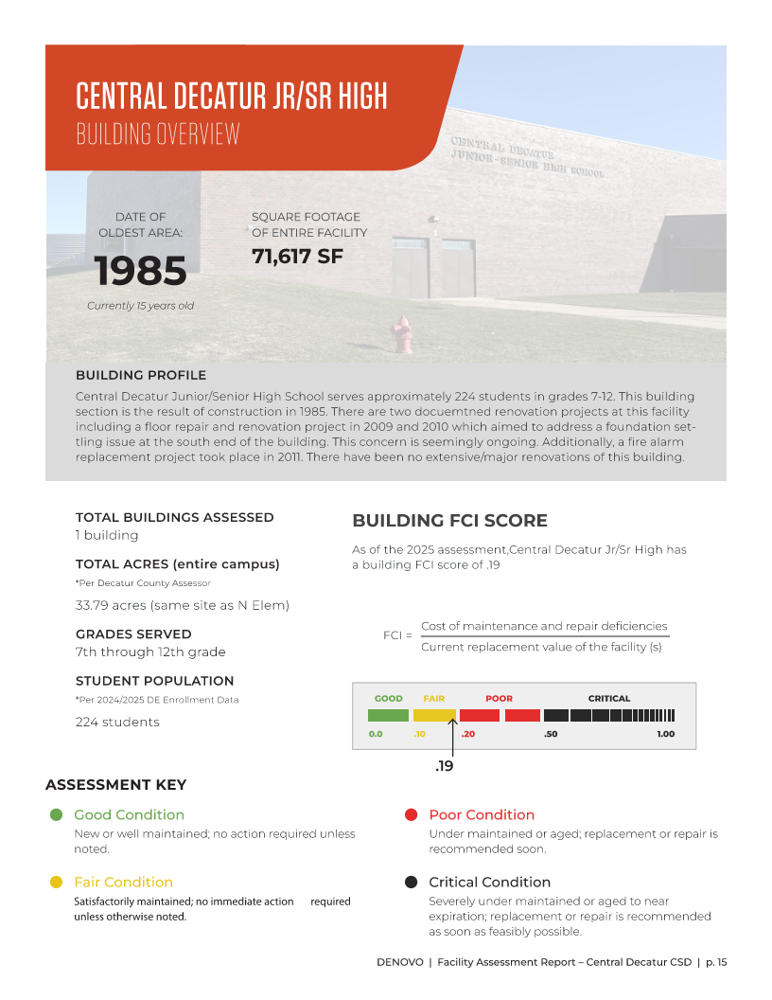 CENTRAL DECATUR JR/SR HIGH
BUILDING OVERVIEW
CENTRAL DECATUR
JUNIOR-SENIOR HIGH SCHOOL
DATE OF
OLDEST AREA:
1985
Currently 15 years old
SQUARE FOOTAGE
OF ENTIRE FACILITY
71,617 SF
BUILDING PROFILE
Central Decatur Junior/Senior High School serves approximately 224 students in grades 7-12. This building
section is the result of construction in 1985. There are two docuemtned renovation projects at this facility
including a floor repair and renovation project in 2009 and 2010 which aimed to address a foundation set-
tling issue at the south end of the building. This concern is seemingly ongoing. Additionally, a fire alarm
replacement project took place in 2011. There have been no extensive/major renovations of this building.
TOTAL BUILDINGS ASSESSED
1 building
TOTAL ACRES (entire campus)
*Per Decatur County Assessor
33.79 acres (same site as N Elem)
GRADES SERVED
7th through 12th grade
STUDENT POPULATION
*Per 2024/2025 DE Enrollment Data
224 students
BUILDING FCI SCORE
As of the 2025 assessment,Central Decatur Jr/Sr High has
a building FCI score of .19
FCI = Cost of maintenance and repair deficiencies
Current replacement value of the facility (s)
GOOD FAIR POOR CRITICAL
0.0 .10 .20 .50 1.00
.19
ASSESSMENT KEY
Good Condition
New or well maintained; no action required unless
noted.
Fair Condition
Satisfactorily maintained; no immediate action required
unless otherwise noted.
Poor Condition
Under maintained or aged; replacement or repair is
recommended soon.
Critical Condition
Severely under maintained or aged to near
expiration; replacement or repair is recommended
as soon as feasibly possible.
DENOVO | Facility Assessment Report – Central Decatur CSD | p. 15